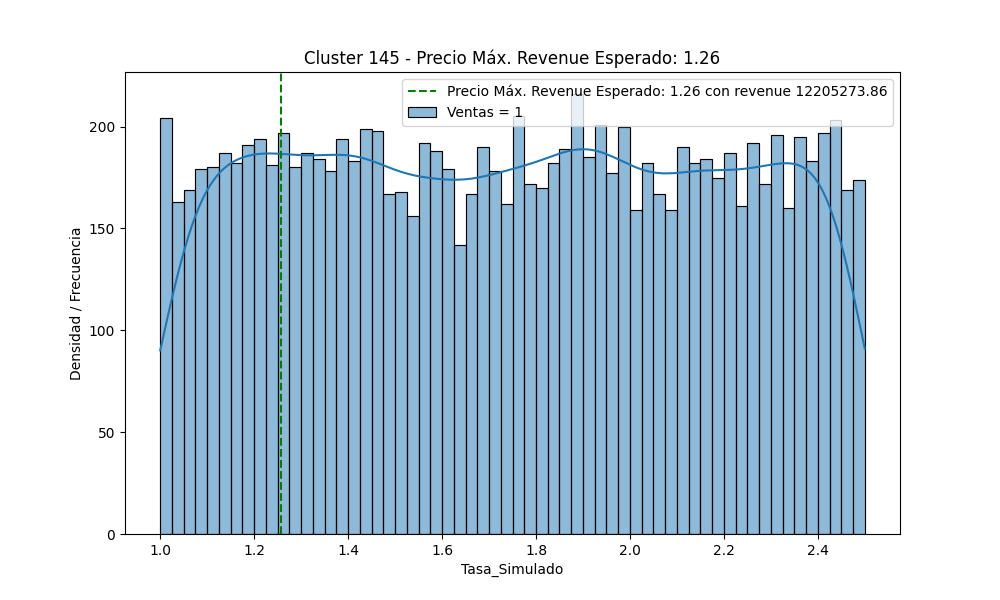 Cluster 145 - Precio Máx. Revenue Esperado: 1.26
Precio Máx. Revenue Esperado: 1.26 con revenue 12205273.86
Ventas = 1
Densidad / Frecuencia
200
150
100
50
0
1.0 1.2 1.4 1.6 1.8 2.0 2.2 2.4
Tasa_Simulado